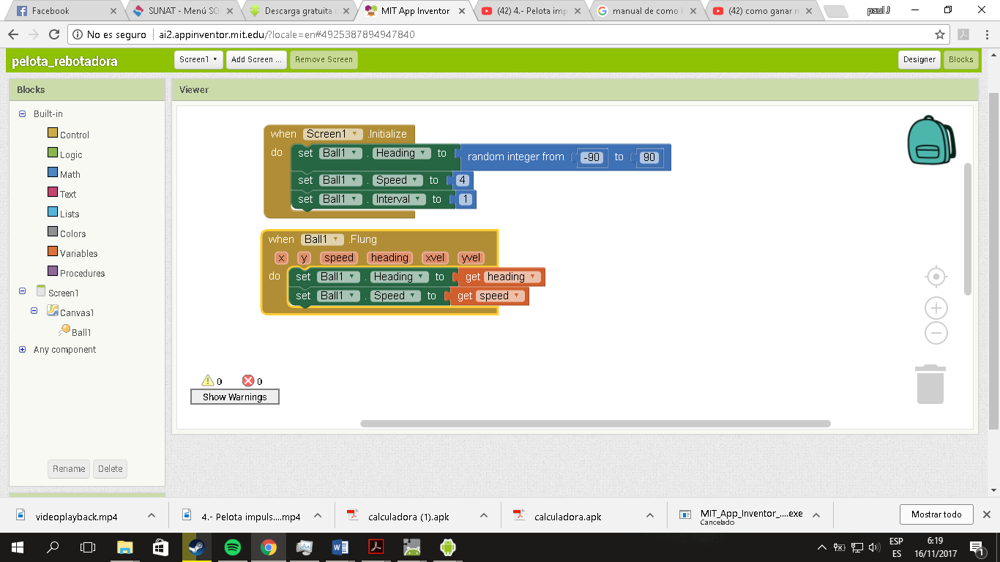 Facebook
SUNAT - Menú SO
Descarga gratuita
MIT App Inventor
(42) 4.- Pelota imp
manual de como
(42) como ganar
paul J
No es seguro
ai2.appinventor.mit.edu/?locale=en#4925387894947840
pelota_rebotadora
Screen1
Add Screen ...
Remove Screen
Designer
Blocks
Blocks
Viewer
Built-in
Control
Logic
Math
Text
Lists
Colors
Variables
Procedures
Screen1
Canvas1
Ball1
Any component
Rename
Delete
when Screen1 .Initialize
do set Ball1 . Heading to random integer from -90 to 90
set Ball1 . Speed to 4
set Ball1 . Interval to 1
when Ball1 .Flung
x y speed heading xvel yvel
do set Ball1 . Heading to get heading
set Ball1 . Speed to get speed
0 0
Show Warnings
videoplayback.mp4
4.- Pelota impuls....mp4
calculadora (1).apk
calculadora.apk
MIT_App_Inventor_....exe
Cancelado
Mostrar todo
ESP
ES
6:19
16/11/2017
1